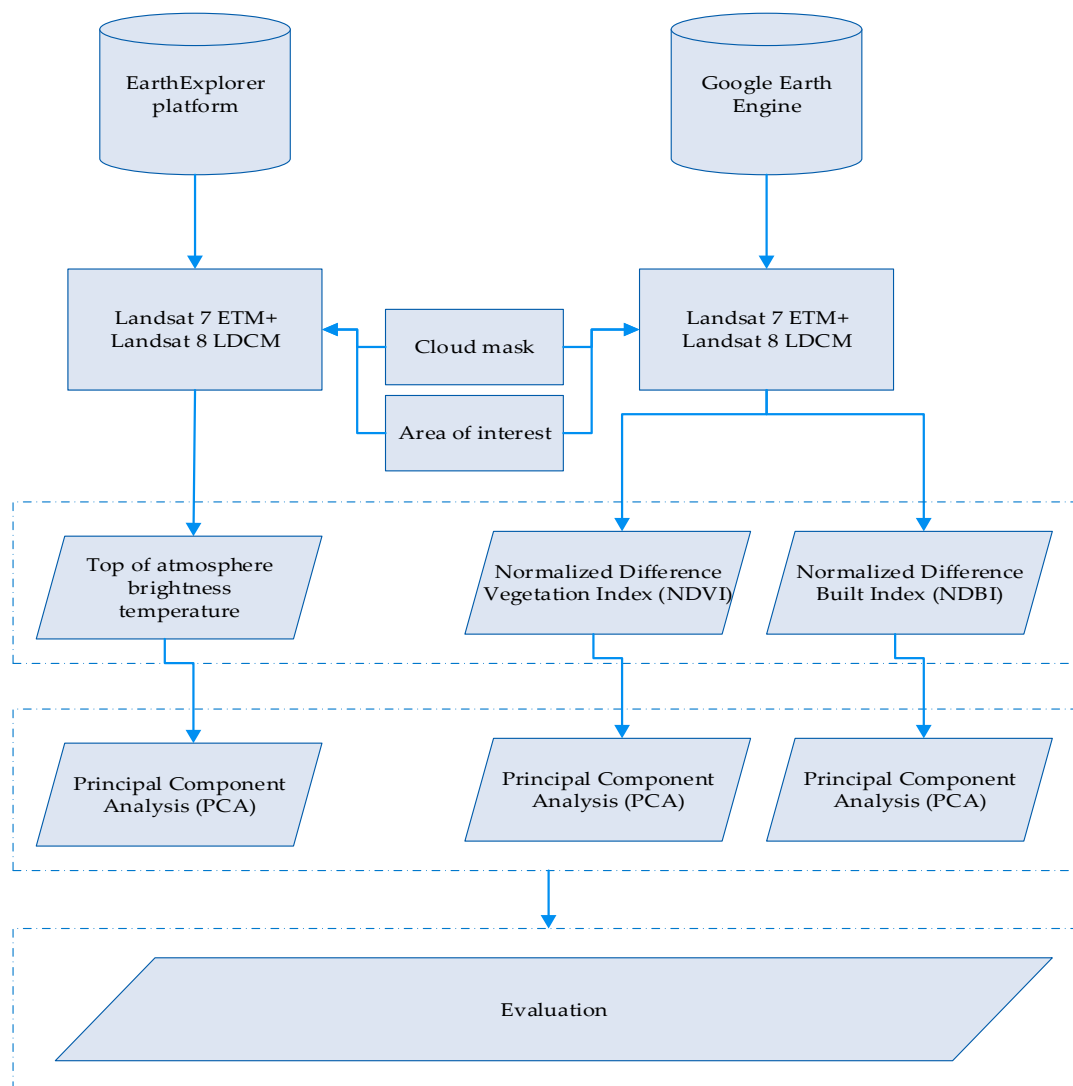 EarthExplorer
platform
Google Earth
Engine
Landsat 7 ETM+
Landsat 8 LDCM
Cloud mask
Area of interest
Landsat 7 ETM+
Landsat 8 LDCM
Top of atmosphere
brightness
temperature
Normalized Difference
Vegetation Index (NDVI)
Normalized Difference
Built Index (NDBI)
Principal Component
Analysis (PCA)
Principal Component
Analysis (PCA)
Principal Component
Analysis (PCA)
Evaluation